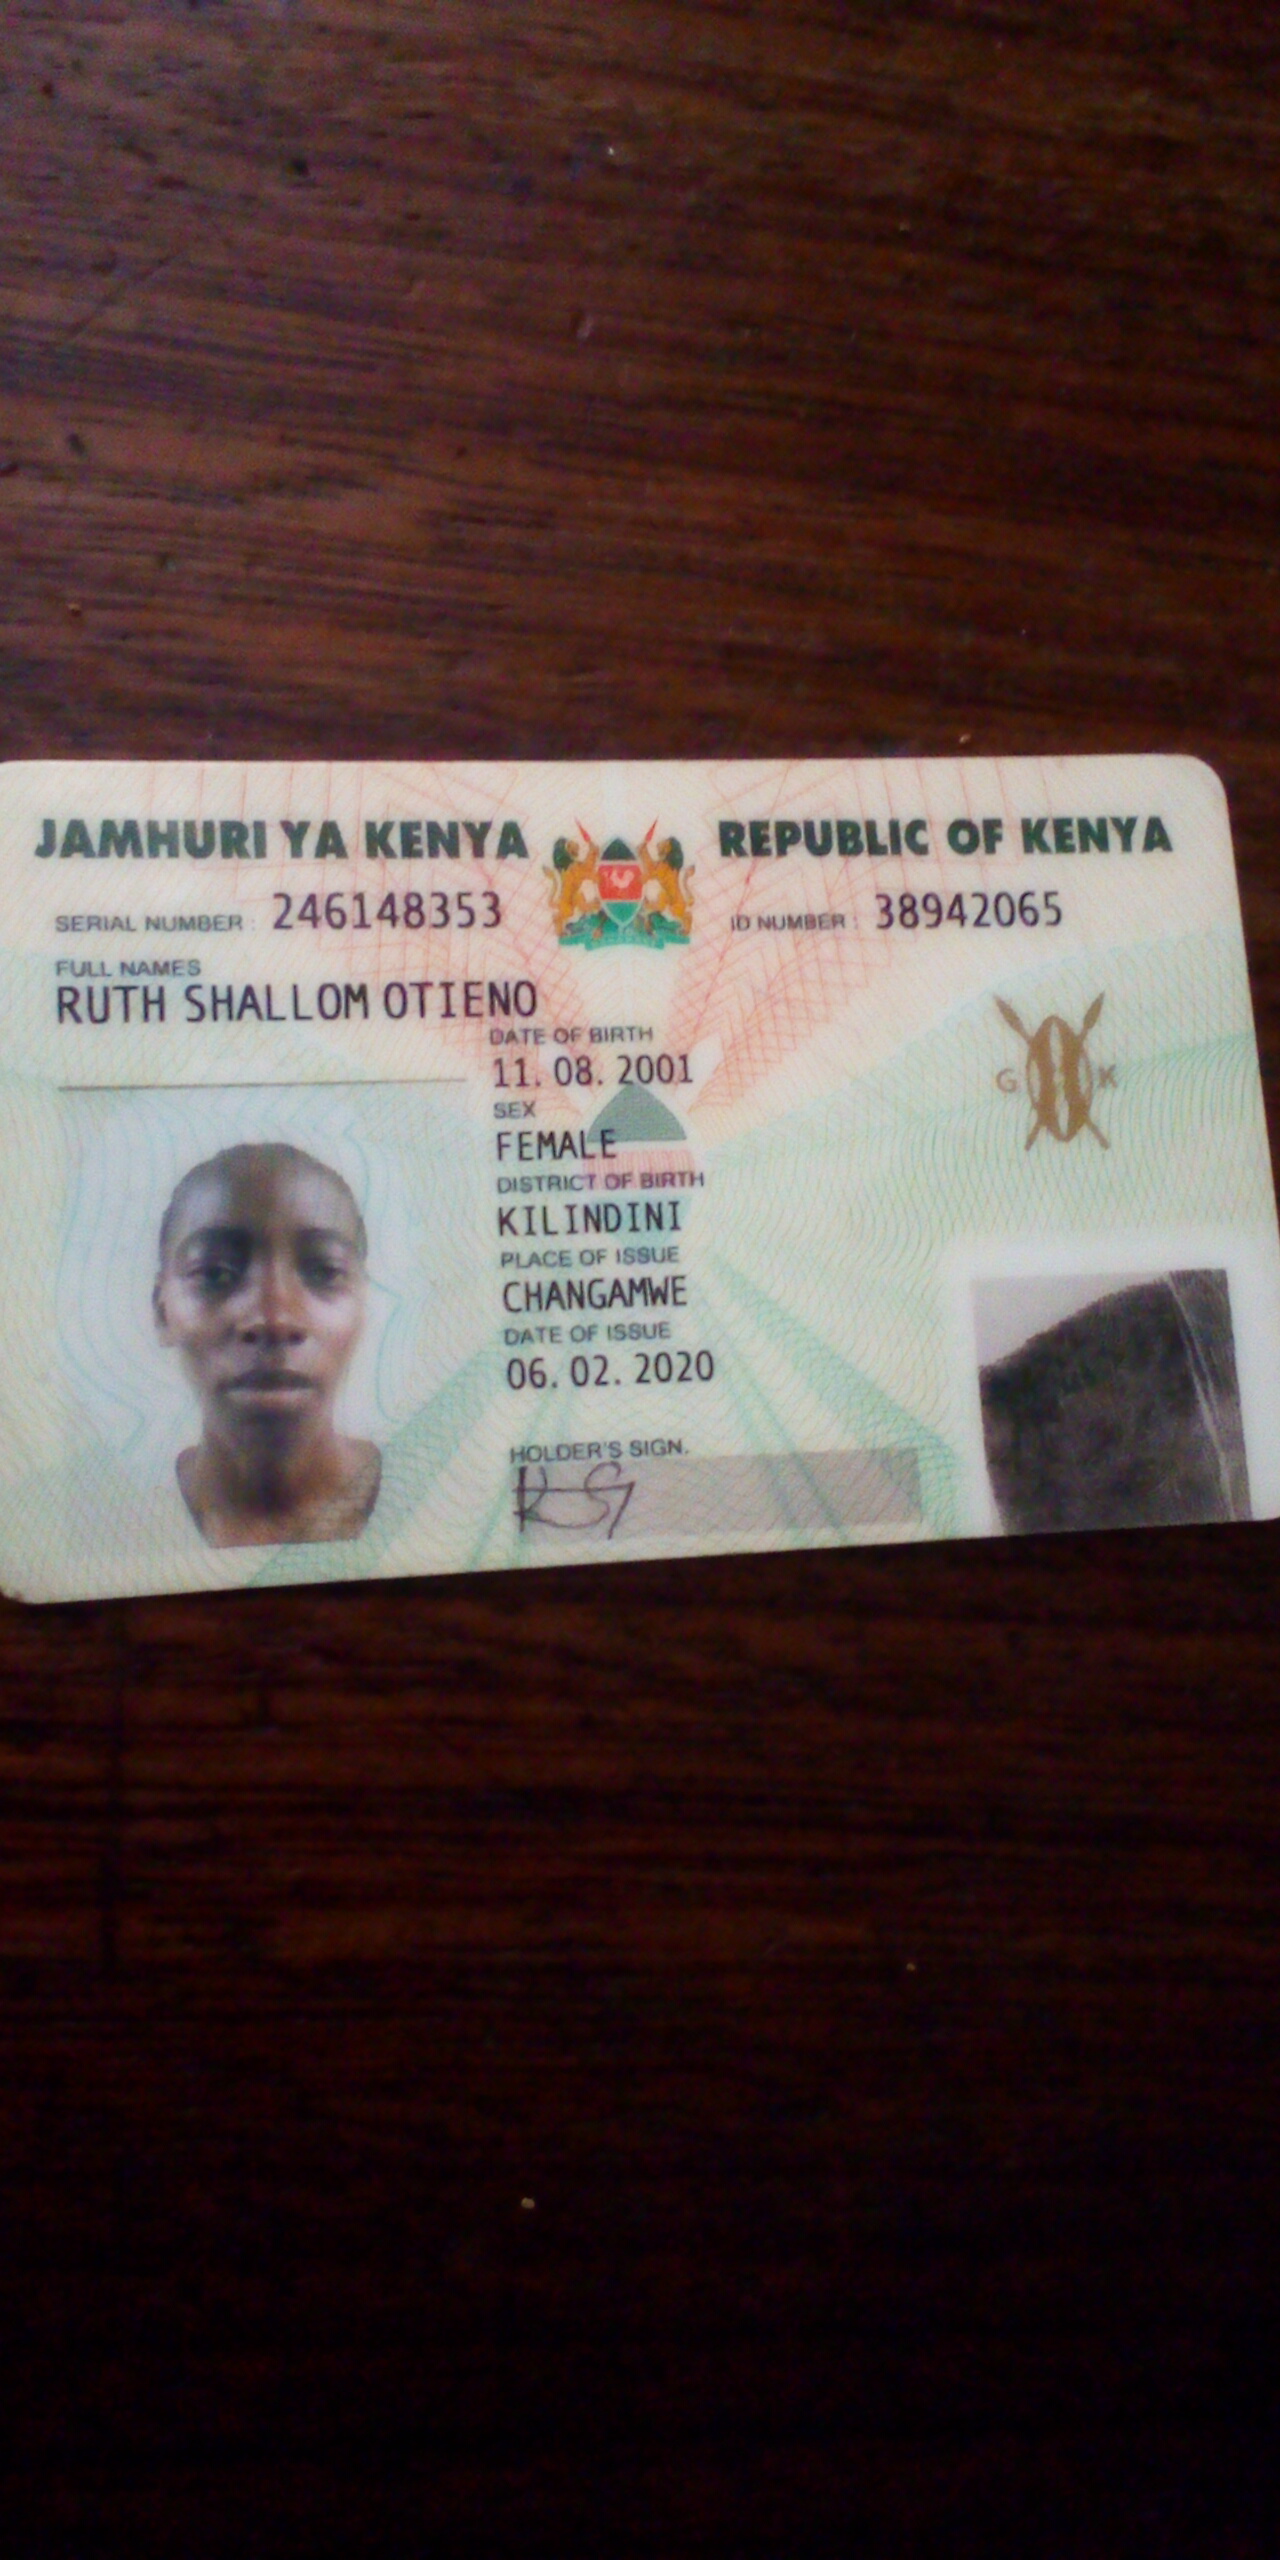 JAMHURI YA KENYA REPUBLIC OF KENYA
SERIAL NUMBER : 246148353 ID NUMBER : 38942065
FULL NAMES
RUTH SHALLOM OTIENO
DATE OF BIRTH
11. 08. 2001
SEX
FEMALE
G K
DISTRICT OF BIRTH
KILINDINI
PLACE OF ISSUE
CHANGAMWE
DATE OF ISSUE
06. 02. 2020
HOLDER'S SIGN.